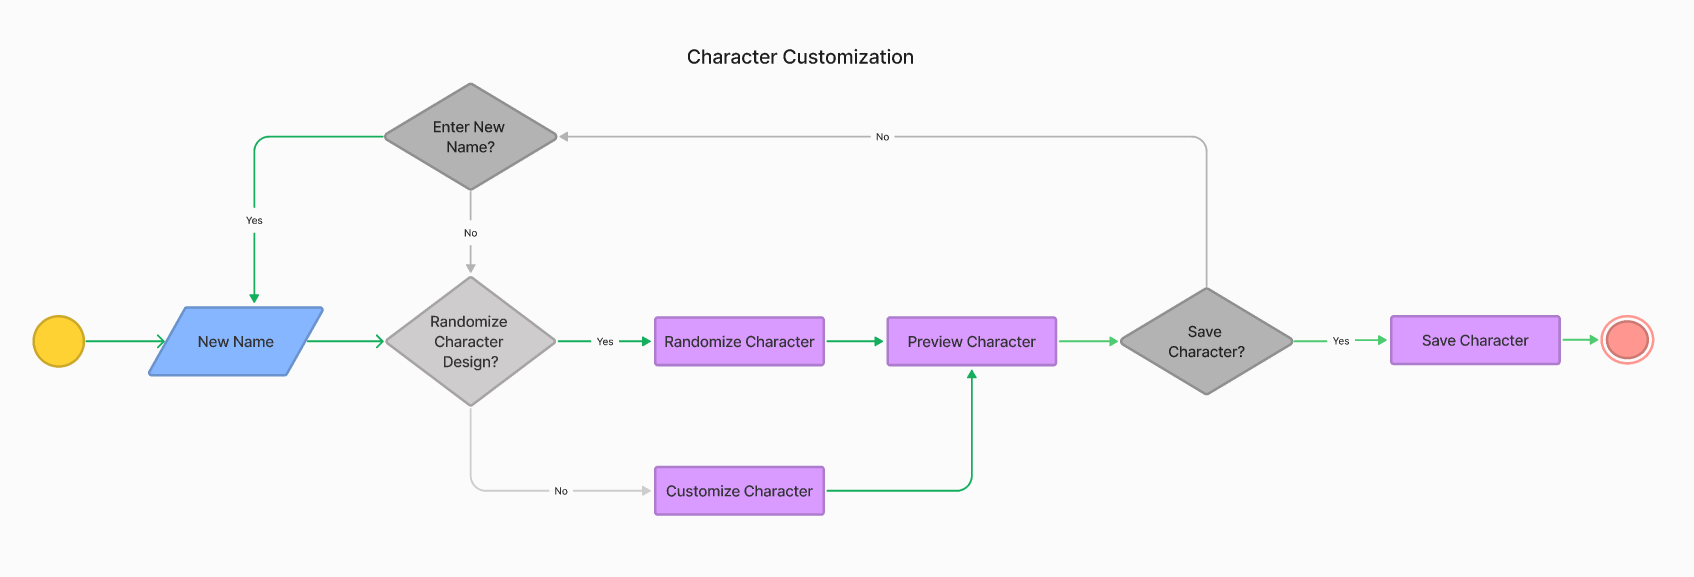 Character Customization
Enter New
Name?
No
Yes
No
New Name
Randomize
Character
Design?
Yes
Randomize Character
Preview Character
Save
Character?
Yes
Save Character
No
Customize Character